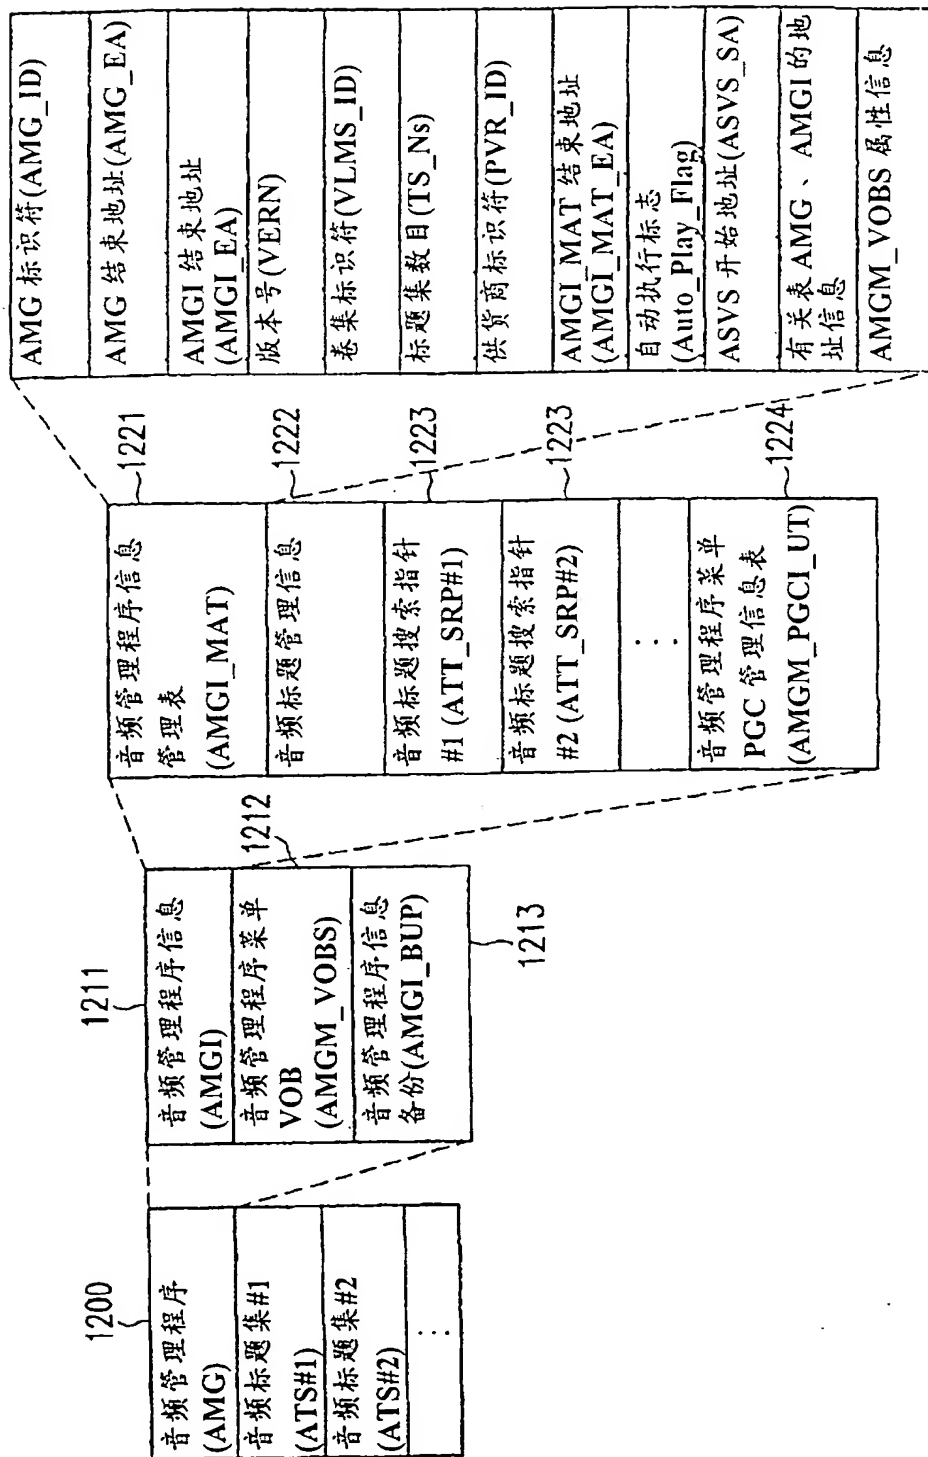 1200
音频管理程序
(AMG)
音频标题集#1
(ATS#1)
音频标题集#2
(ATS#2)
...
1211
音频管理程序信息
(AMGI)
音频管理程序菜单
VOB
(AMGM_VOBS)
音频管理程序信息
备份(AMGI_BUP)
1212
1213
音频管理程序信息
管理表
(AMGI_MAT)
音频标题管理信息
音频标题搜索指针
#1 (ATT_SRP#1)
音频标题搜索指针
#2 (ATT_SRP#2)
...
音频管理程序菜单
PGC 管理信息表
(AMGM_PGCI_UT)
1221
1222
1223
1223
1224
AMG 标识符(AMG_ID)
AMG 结束地址(AMG_EA)
AMGI 结束地址
(AMGI_EA)
版本号(VERN)
卷集标识符(VLMS_ID)
标题集数目(TS_Ns)
供货商标识符(PVR_ID)
AMGI_MAT 结束地址
(AMGI_MAT_EA)
自动执行标志
(Auto_Play_Flag)
ASVS 开始地址(ASVS_SA)
有关表 AMG、AMGI 的地
址信息
AMGM_VOBS 属性信息